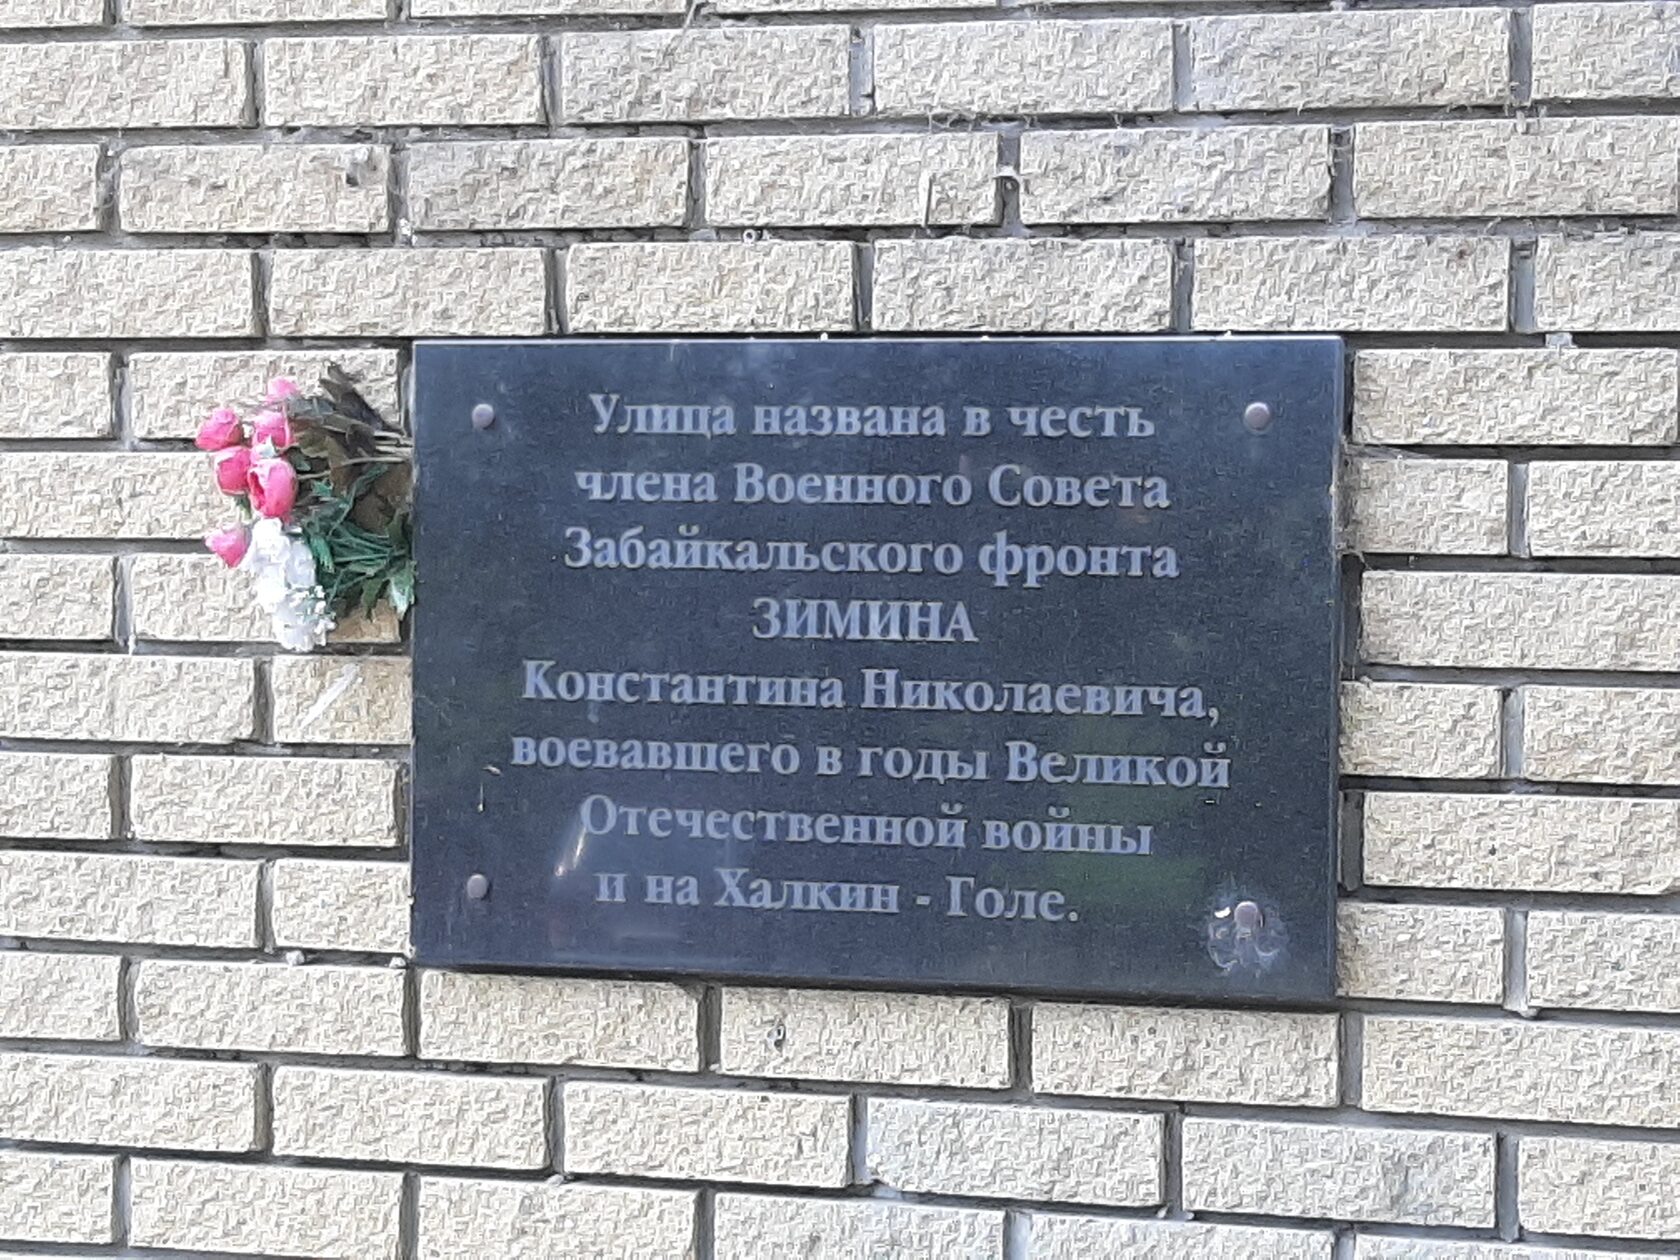 Улица названа в честь
члена Военного Совета
Забайкальского фронта
ЗИМИНА
Константина Николаевича,
воевавшего в годы Великой
Отечественной войны
и на Халкин - Голе.